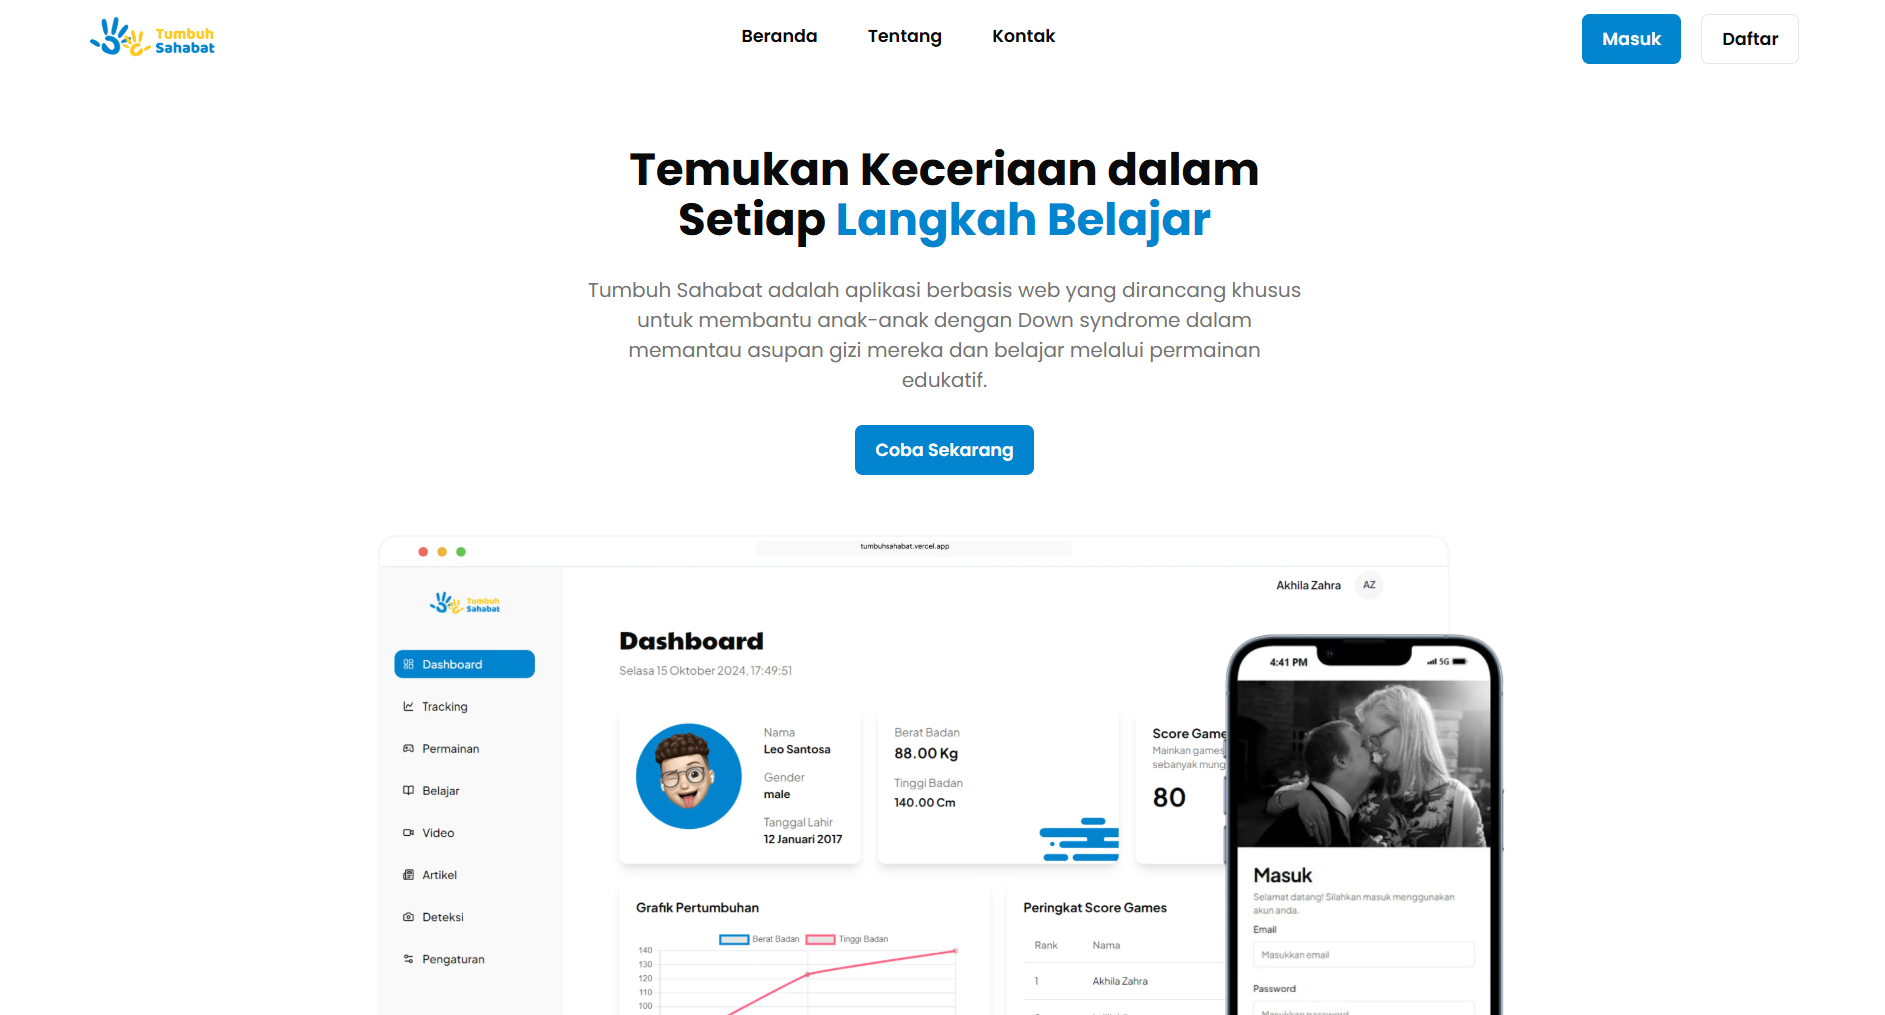 Tumbuh
Sahabat
Beranda
Tentang
Kontak
Masuk
Daftar
Temukan Keceriaan dalam
Setiap Langkah Belajar
Tumbuh Sahabat adalah aplikasi berbasis web yang dirancang khusus
untuk membantu anak-anak dengan Down syndrome dalam
memantau asupan gizi mereka dan belajar melalui permainan
edukatif.
Coba Sekarang
tumbuhsahabat.vercel.app
Tumbuh
Sahabat
Akhila Zahra
AZ
Dashboard
Tracking
Permainan
Belajar
Video
Artikel
Deteksi
Pengaturan
Dashboard
Selasa 15 Oktober 2024, 17:49:51
Nama
Leo Santosa
Gender
male
Tanggal Lahir
12 Januari 2017
Berat Badan
88.00 Kg
Tinggi Badan
140.00 Cm
Score Game
Mainkan games
sebanyak mung
80
Grafik Pertumbuhan
Berat Badan
Tinggi Badan
140
130
120
110
100
Peringkat Score Games
Rank
Nama
1
Akhila Zahra
4:41 PM
5G
Masuk
Selamat datang! Silahkan masuk menggunakan
akun anda.
Email
Masukkan email
Password
Masukkan password